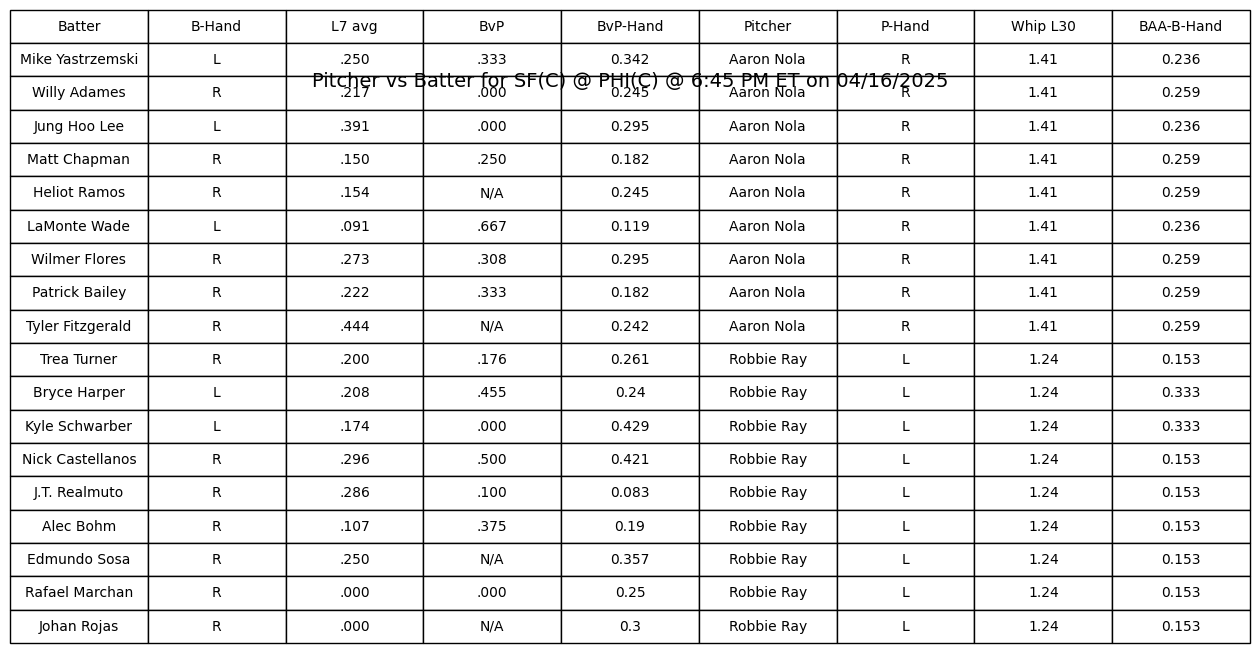 Batter B-Hand L7 avg BvP BvP-Hand Pitcher P-Hand Whip L30 BAA-B-Hand
Mike Yastrzemski L .250 .333 0.342 Aaron Nola R 1.41 0.236
Pitcher vs Batter for SF(C) @ PHI(C) @ 6:45 PM ET on 04/16/2025
Willy Adames R .217 .000 0.245 Aaron Nola R 1.41 0.259
Jung Hoo Lee L .391 .000 0.295 Aaron Nola R 1.41 0.236
Matt Chapman R .150 .250 0.182 Aaron Nola R 1.41 0.259
Heliot Ramos R .154 N/A 0.245 Aaron Nola R 1.41 0.259
LaMonte Wade L .091 .667 0.119 Aaron Nola R 1.41 0.236
Wilmer Flores R .273 .308 0.295 Aaron Nola R 1.41 0.259
Patrick Bailey R .222 .333 0.182 Aaron Nola R 1.41 0.259
Tyler Fitzgerald R .444 N/A 0.242 Aaron Nola R 1.41 0.259
Trea Turner R .200 .176 0.261 Robbie Ray L 1.24 0.153
Bryce Harper L .208 .455 0.24 Robbie Ray L 1.24 0.333
Kyle Schwarber L .174 .000 0.429 Robbie Ray L 1.24 0.333
Nick Castellanos R .296 .500 0.421 Robbie Ray L 1.24 0.153
J.T. Realmuto R .286 .100 0.083 Robbie Ray L 1.24 0.153
Alec Bohm R .107 .375 0.19 Robbie Ray L 1.24 0.153
Edmundo Sosa R .250 N/A 0.357 Robbie Ray L 1.24 0.153
Rafael Marchan R .000 .000 0.25 Robbie Ray L 1.24 0.153
Johan Rojas R .000 N/A 0.3 Robbie Ray L 1.24 0.153